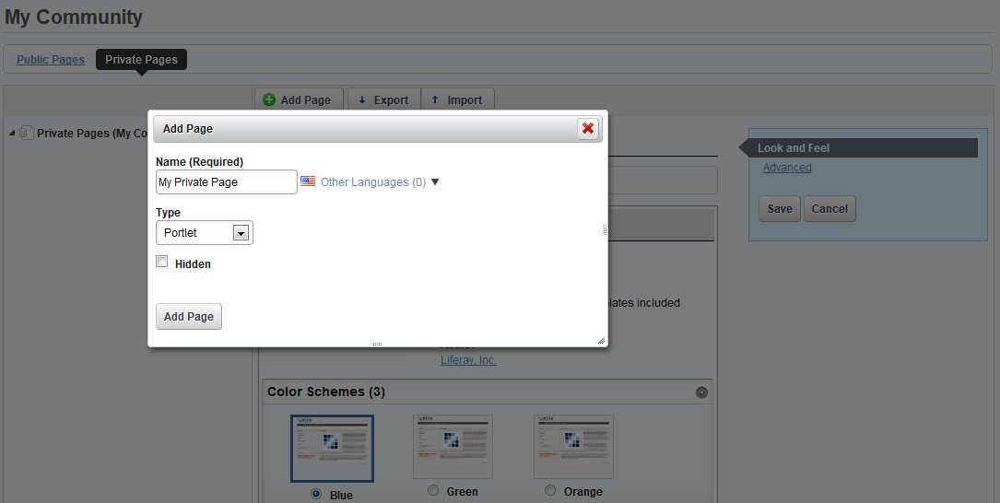 My Community
Public Pages Private Pages
Add Page Export Import
Private Pages (My Co
Add Page
Name (Required)
My Private Page Other Languages (0)
Type
Portlet
Hidden
Add Page
Look and Feel
Advanced
Save Cancel
lates included
Liferay, Inc.
Color Schemes (3)
Blue Green Orange